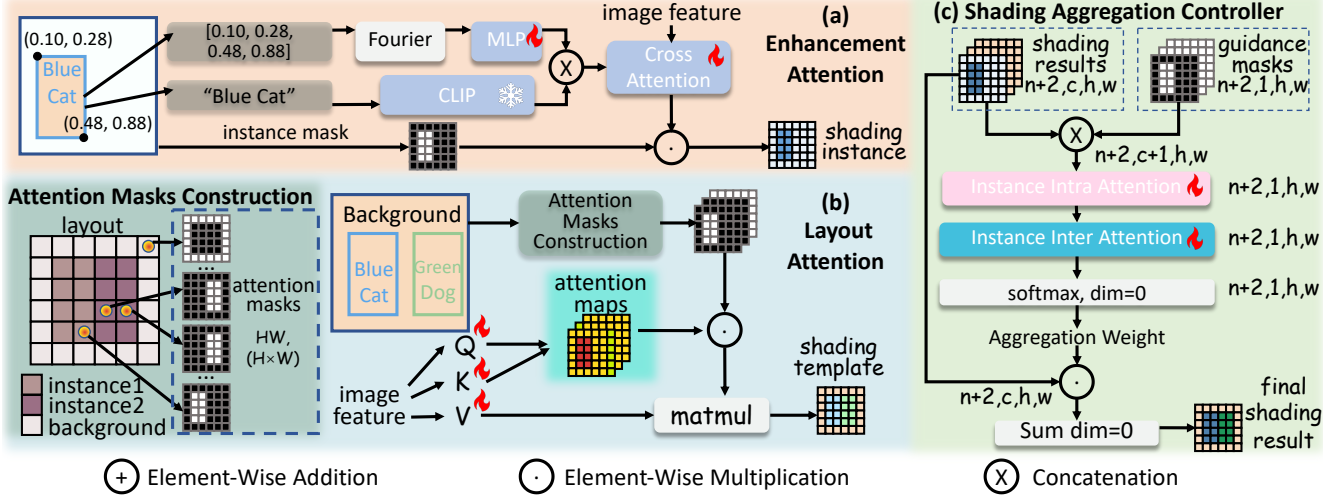 (a)
Enhancement
Attention
(0.10, 0.28)
Blue
Cat
(0.48, 0.88)
[0.10, 0.28,
0.48, 0.88]
Fourier
MLP
X
image feature
Cross
Attention
"Blue Cat"
CLIP
instance mask
·
shading
instance
Attention Masks Construction
layout
...
attention
masks
HW,
(H×W)
...
instance1
instance2
background
(b)
Layout
Attention
Background
Blue
Cat
Green
Dog
Attention
Masks
Construction
attention
maps
·
image
feature
Q
K
V
matmul
shading
template
(c) Shading Aggregation Controller
shading
results
n+2,c,h,w
guidance
masks
n+2,1,h,w
X
n+2,c+1,h,w
Instance Intra Attention
n+2,1,h,w
Instance Inter Attention
n+2,1,h,w
softmax, dim=0
n+2,1,h,w
Aggregation Weight
·
n+2,c,h,w
Sum dim=0
final
shading
result
+ Element-Wise Addition
· Element-Wise Multiplication
X Concatenation